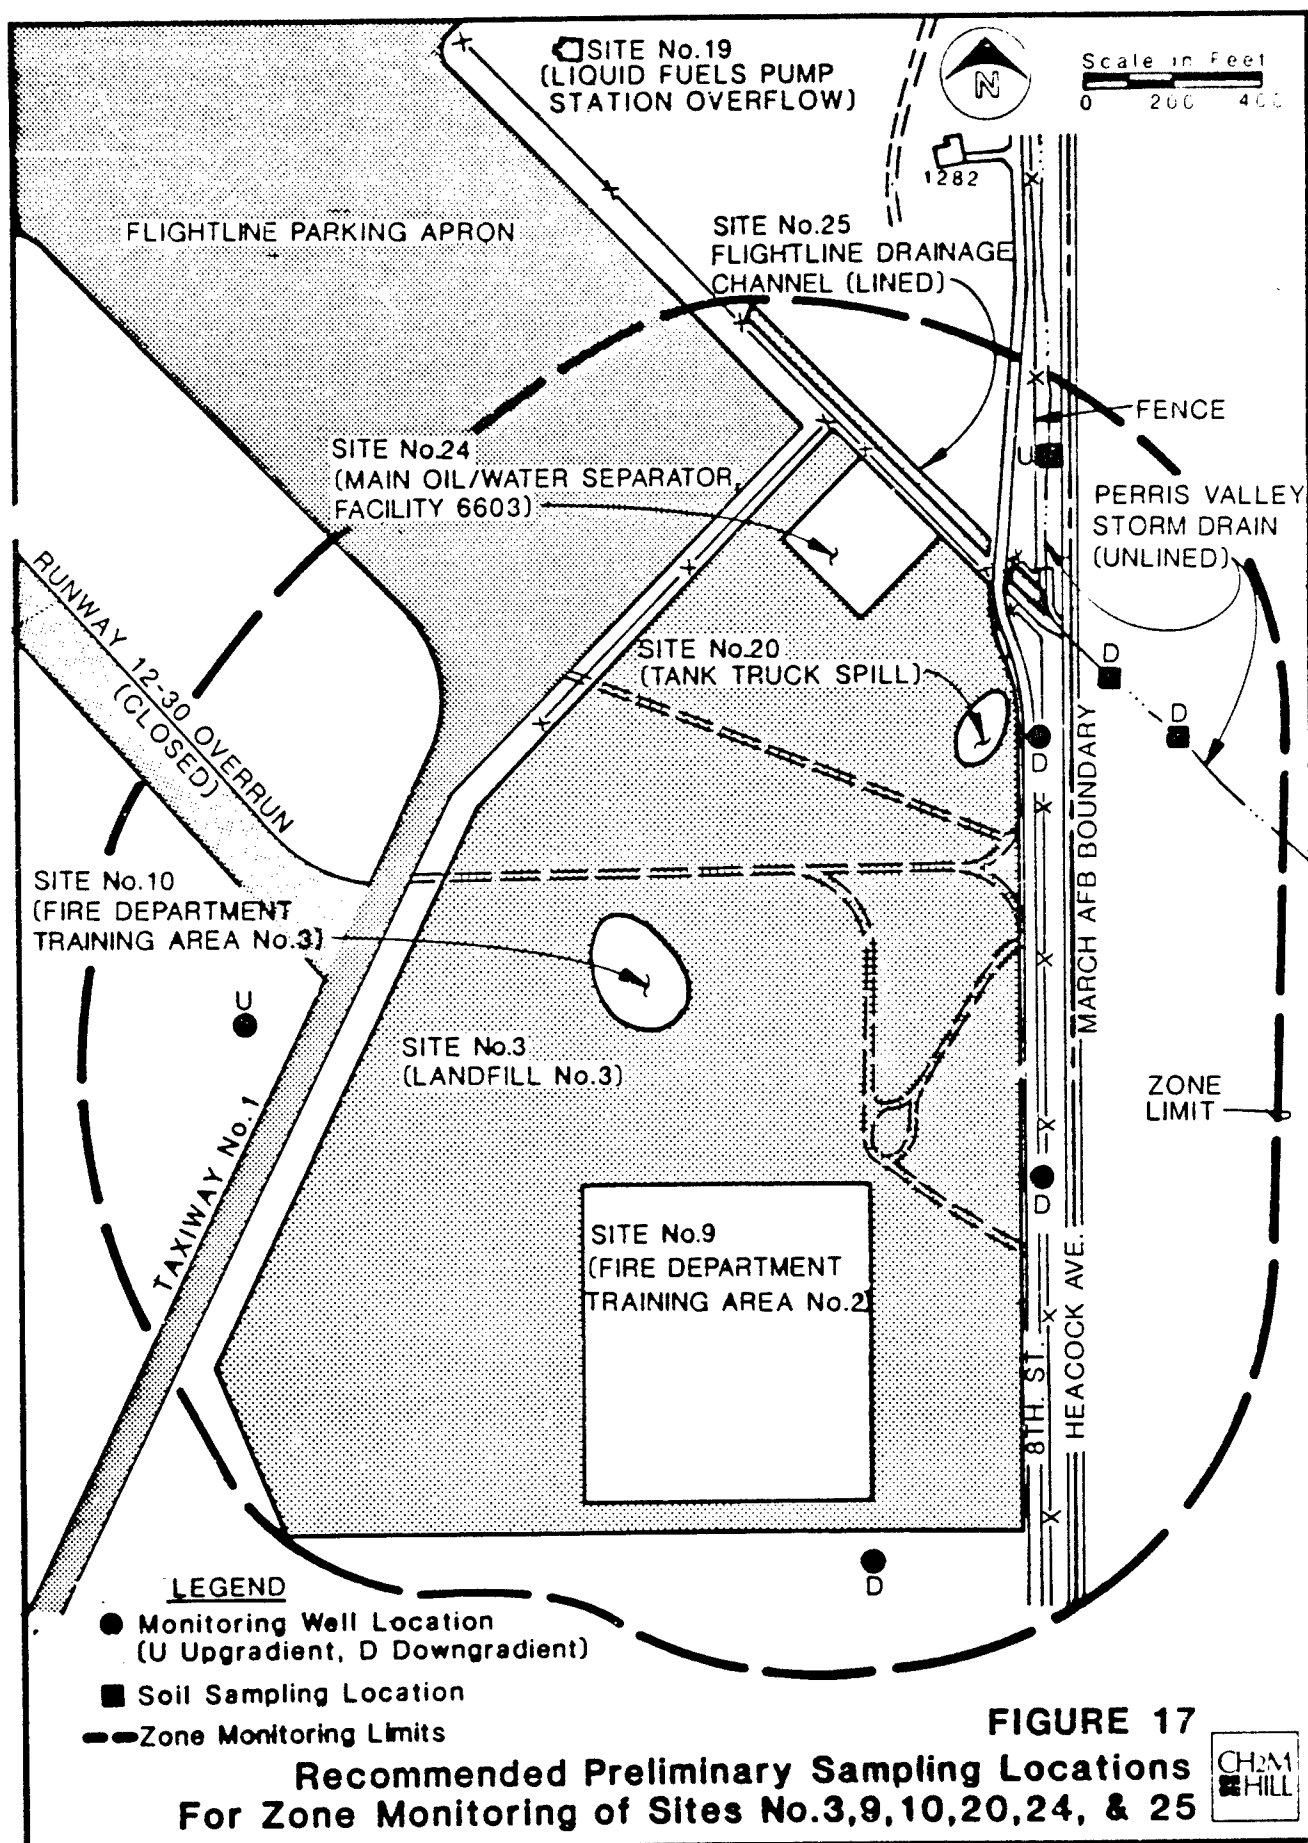 SITE No.19
(LIQUID FUELS PUMP
STATION OVERFLOW)
N
Scale in Feet
0 200 400
1282
FLIGHTLINE PARKING APRON
SITE No.25
FLIGHTLINE DRAINAGE
CHANNEL (LINED)
FENCE
SITE No.24
(MAIN OIL/WATER SEPARATOR,
FACILITY 6603)
U
PERRIS VALLEY
STORM DRAIN
(UNLINED)
RUNWAY 12-30 OVERRUN
(CLOSED)
SITE No.20
(TANK TRUCK SPILL)
D
D
D
MARCH AFB BOUNDARY
SITE No.10
(FIRE DEPARTMENT
TRAINING AREA No.3)
U
SITE No.3
(LANDFILL No.3)
ZONE
LIMIT
TAXIWAY No.1
D
SITE No.9
(FIRE DEPARTMENT
TRAINING AREA No.2)
8TH. ST.
HEACOCK AVE.
D
LEGEND
Monitoring Well Location
(U Upgradient, D Downgradient)
Soil Sampling Location
Zone Monitoring Limits
FIGURE 17
Recommended Preliminary Sampling Locations
For Zone Monitoring of Sites No.3,9,10,20,24, & 25
CH2M
HILL